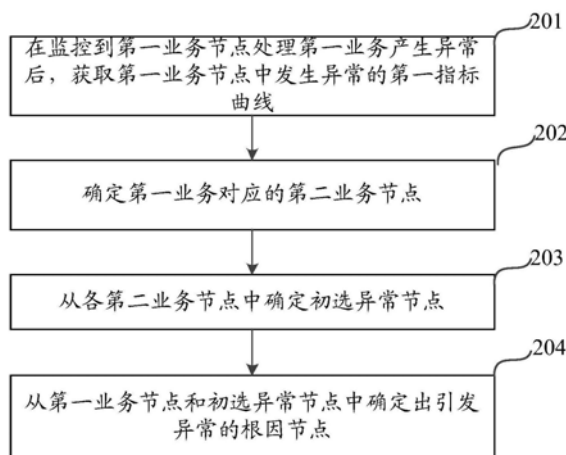 201
在监控到第一业务节点处理第一业务产生异常
后，获取第一业务节点中发生异常的第一指标
曲线
202
确定第一业务对应的第二业务节点
203
从各第二业务节点中确定初选异常节点
204
从第一业务节点和初选异常节点中确定出引发
异常的根因节点